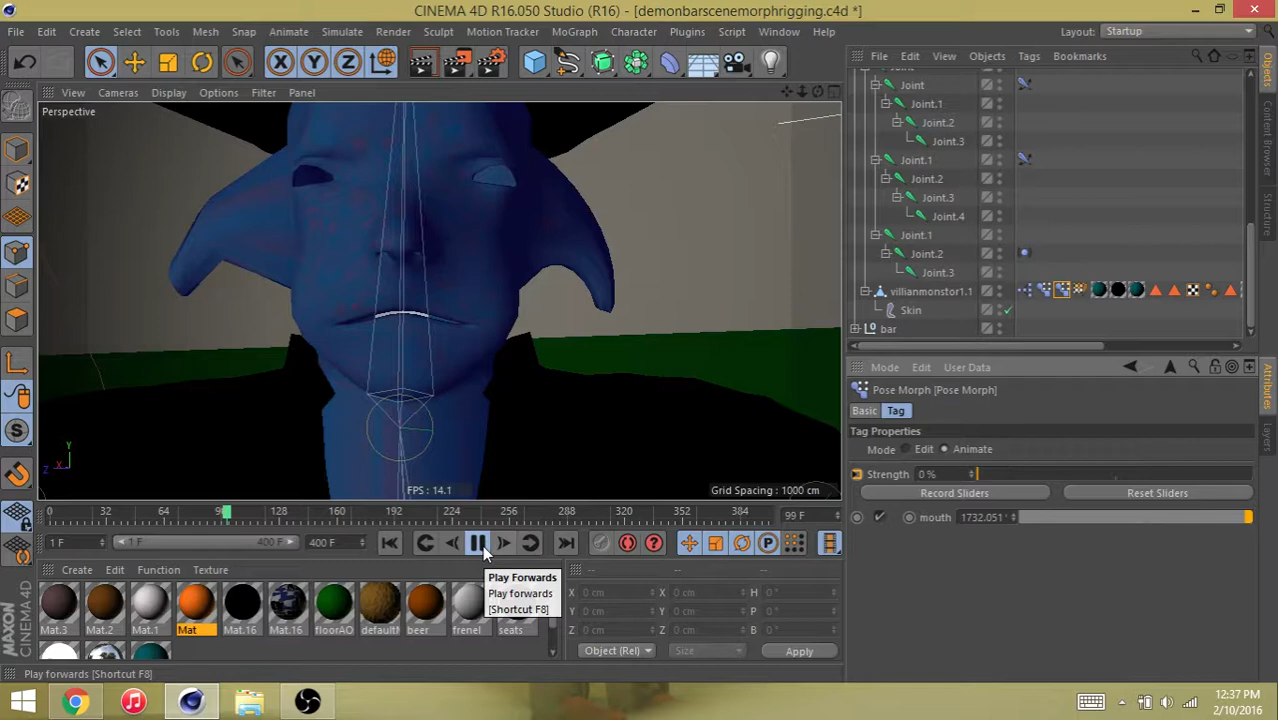 CINEMA 4D R16.050 Studio (R16) - [demonbarscenemorphrigging.c4d *]
File Edit Create Select Tools Mesh Snap Animate Simulate Render Sculpt Motion Tracker MoGraph Character Plugins Script Window Help Layout: Startup
X Y Z
File Edit View Objects Tags Bookmarks
View Cameras Display Options Filter Panel
Perspective
Joint
Joint.1
Joint.2
Joint.3
Joint.1
Joint.2
Joint.3
Joint.4
Joint.1
Joint.2
Joint.3
villianmonstor1.1
Skin
bar
Objects
Content Browser
Structure
Mode Edit User Data
Pose Morph [Pose Morph]
Basic Tag
Tag Properties
Mode Edit Animate
Strength 0 %
Record Sliders Reset Sliders
mouth 1732.051
Attributes
Layers
Y
Z X
FPS : 14.1
Grid Spacing : 1000 cm
0 32 64 128 160 192 224 256 288 320 352 384 99 F
1 F 1 F 400 F 400 F
Play Forwards
Play forwards
[Shortcut F8]
Create Edit Function Texture
Mat.3 Mat.2 Mat.1 Mat Mat.16 Mat.16 floorAO beer frenel seats
-- -- --
X 0 cm X 0 cm H 0 °
Y 0 cm Y 0 cm P 0 °
Z 0 cm Z 0 cm B 0 °
Object (Rel) Size Apply
Play forwards [Shortcut F8]
12:37 PM
2/10/2016